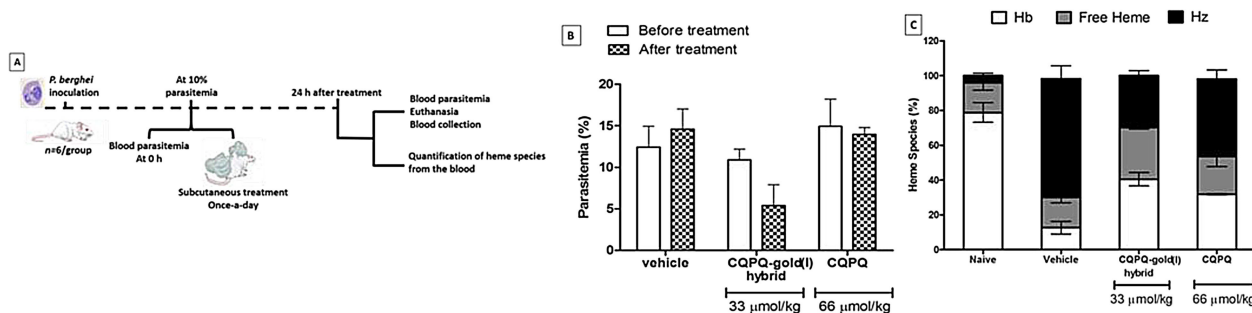 A
P. berghei
inoculation
At 10%
parasitemia
24 h after treatment
Blood parasitemia
Euthanasia
Blood collection
n=6/group
Blood parasitemia
At 0 h
Quantification of heme species
from the blood
Subcutaneous treatment
Once-a-day
B
Before treatment
After treatment
Parasitemia (%)
20
15
10
5
0
vehicle
CQPQ-gold(I)
hybrid
CQPQ
33 μmol/kg
66 μmol/kg
C
Hb
Free Heme
Hz
Heme Species (%)
120
100
80
60
40
20
0
Naive
Vehicle
CQPQ-gold(I)
hybrid
CQPQ
33 μmol/kg
66 μmol/kg